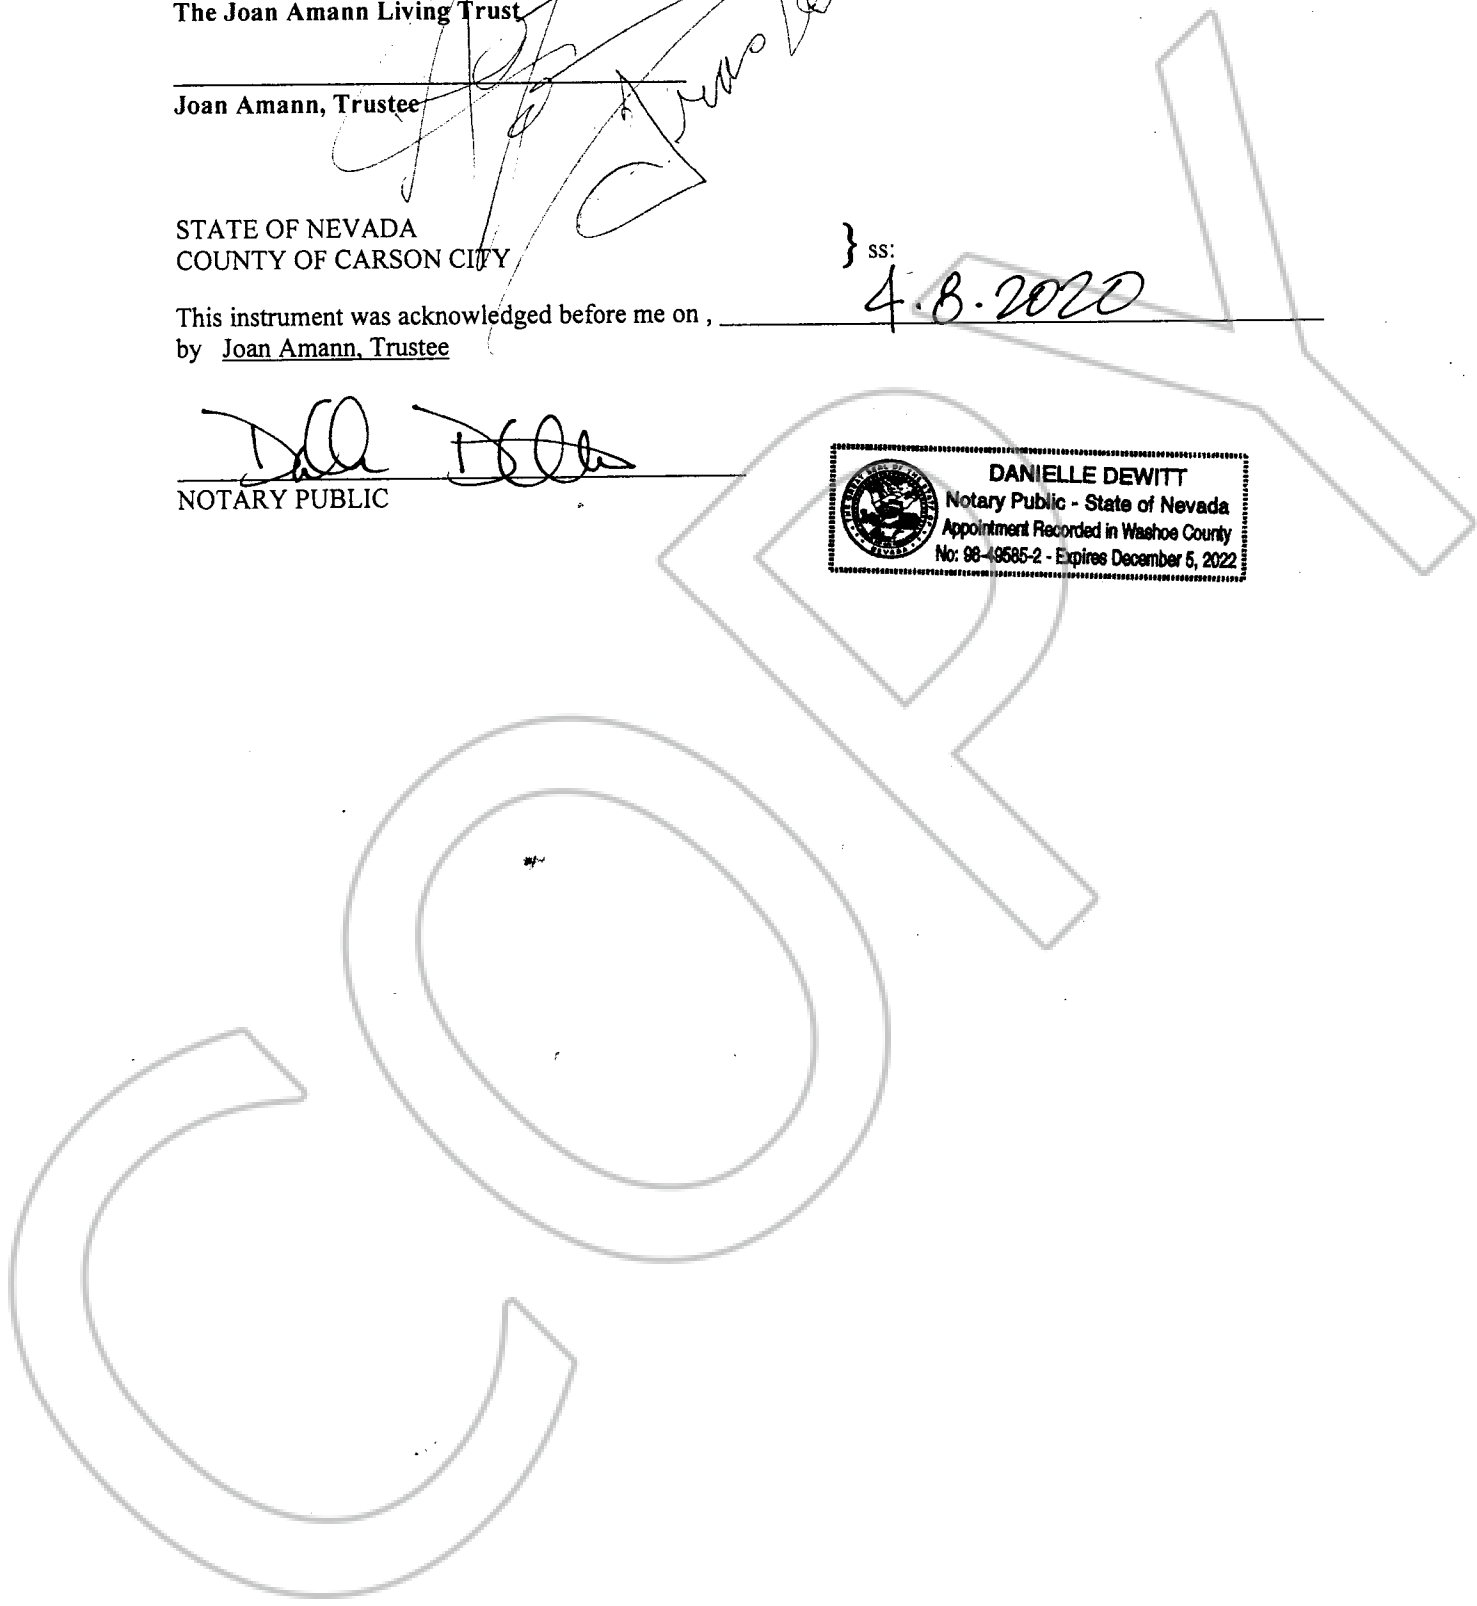 The Joan Amann Living Trust
Joan Amann, Trustee
STATE OF NEVADA
COUNTY OF CARSON CITY
} ss:
This instrument was acknowledged before me on , 4.8.2020
by Joan Amann, Trustee
NOTARY PUBLIC
DANIELLE DEWITT
Notary Public - State of Nevada
Appointment Recorded in Washoe County
No: 98-49585-2 - Expires December 5, 2022
COPY